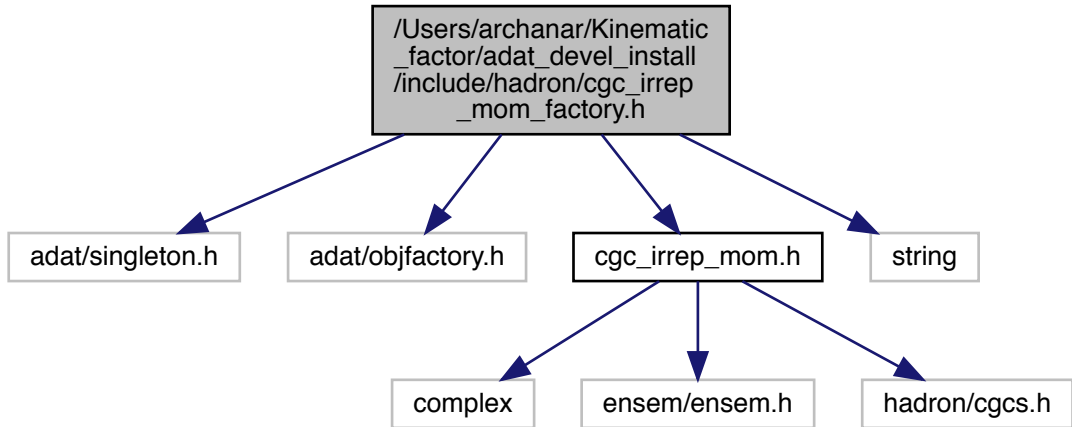 /Users/archanar/Kinematic
_factor/adat_devel_install
/include/hadron/cgc_irrep
_mom_factory.h
adat/singleton.h
adat/objfactory.h
cgc_irrep_mom.h
string
complex
ensem/ensem.h
hadron/cgcs.h